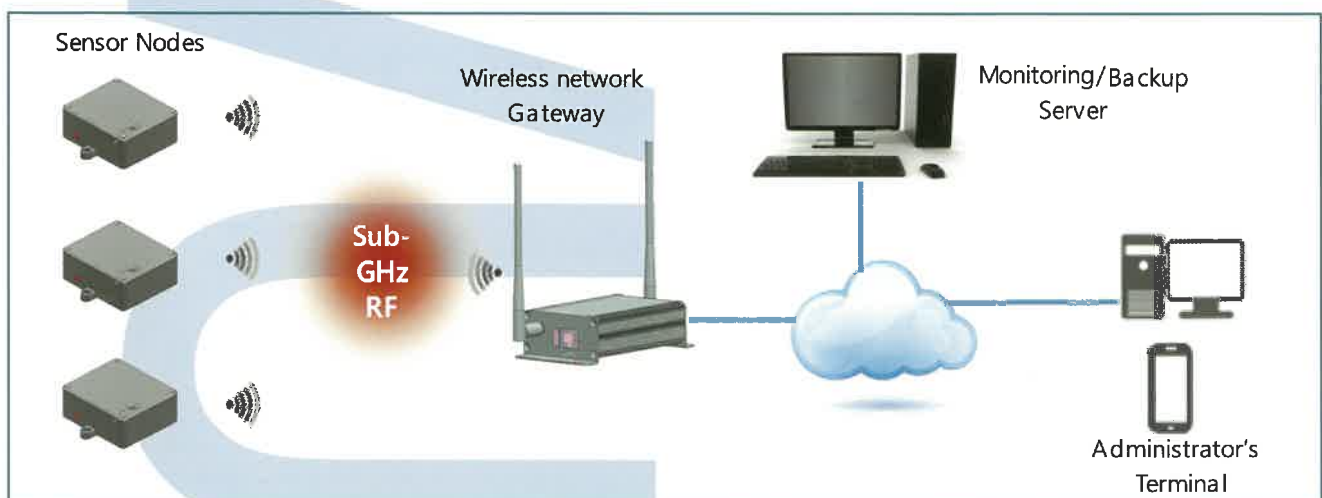 Sensor Nodes
Wireless network
Gateway
Monitoring/Backup
Server
Sub-
GHz
RF
Administrator's
Terminal